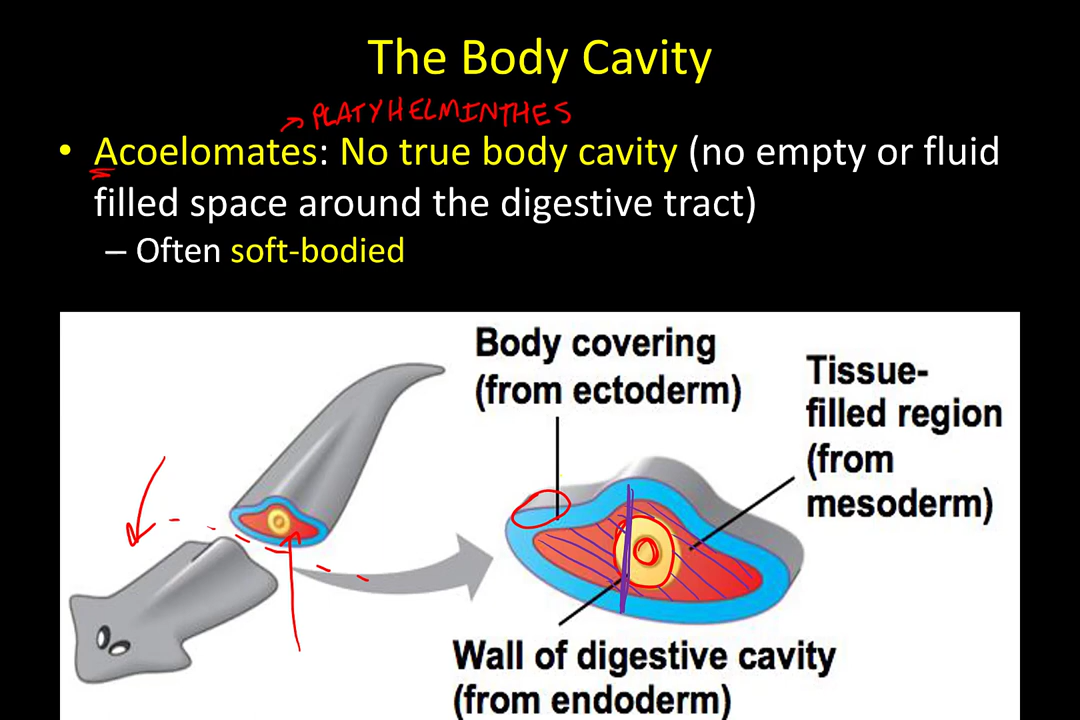 The Body Cavity
→ PLATYHELMINTHES
• Acoelomates: No true body cavity (no empty or fluid
filled space around the digestive tract)
– Often soft-bodied
Body covering
(from ectoderm)
Tissue-
filled region
(from
mesoderm)
Wall of digestive cavity
(from endoderm)